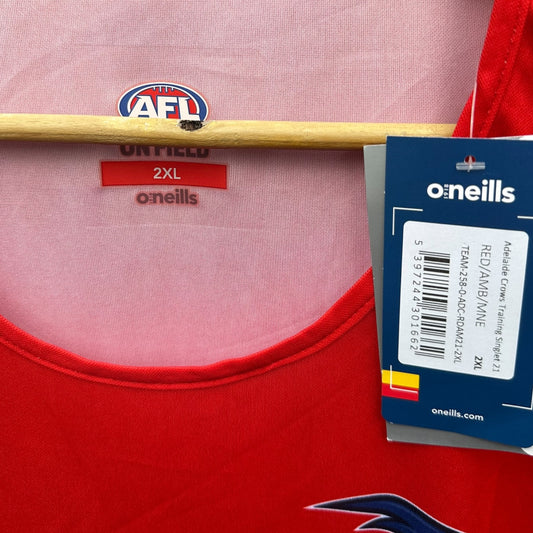 AFL
ON FIELD
2XL
o'neills
o'neills
Adelaide Crows Training Singlet 21
RED/AMB/MNE
2XL
TEAM-258-0-ADC-RDAM21-2XL
5 397244 301662
oneills.com